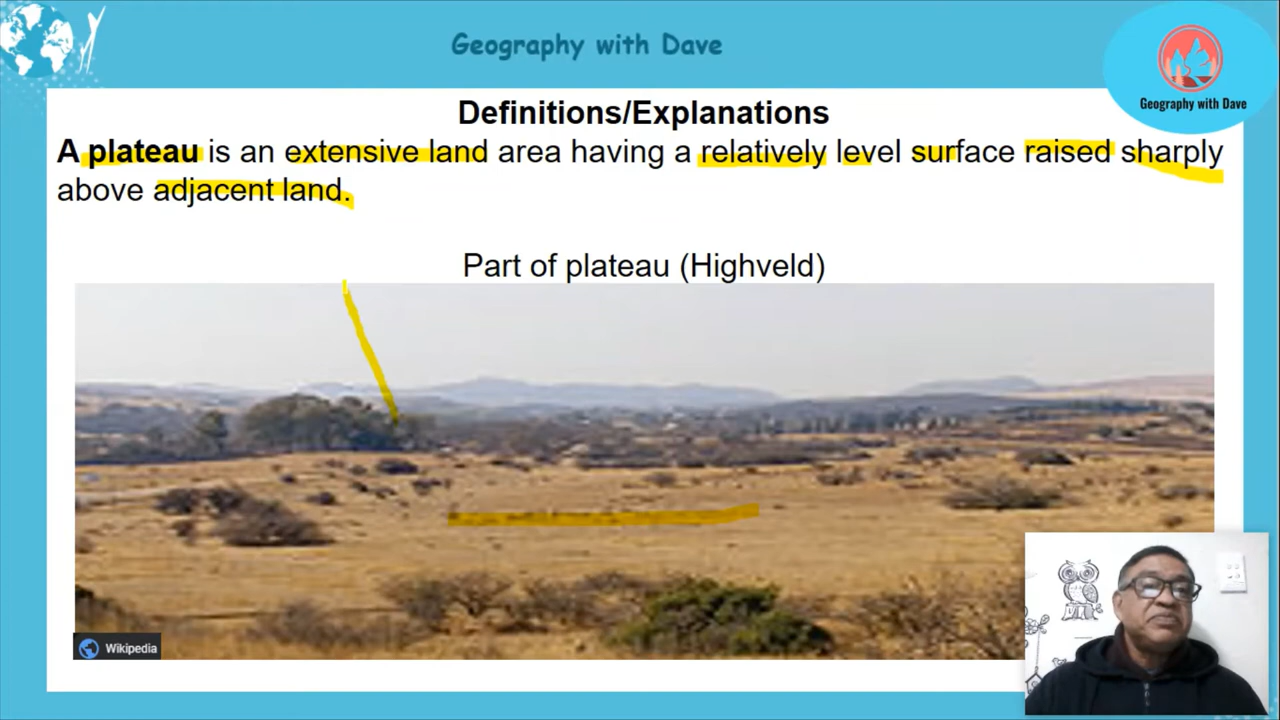 Geography with Dave
Geography with Dave
Definitions/Explanations
A plateau is an extensive land area having a relatively level surface raised sharply
above adjacent land.
Part of plateau (Highveld)
Wikipedia